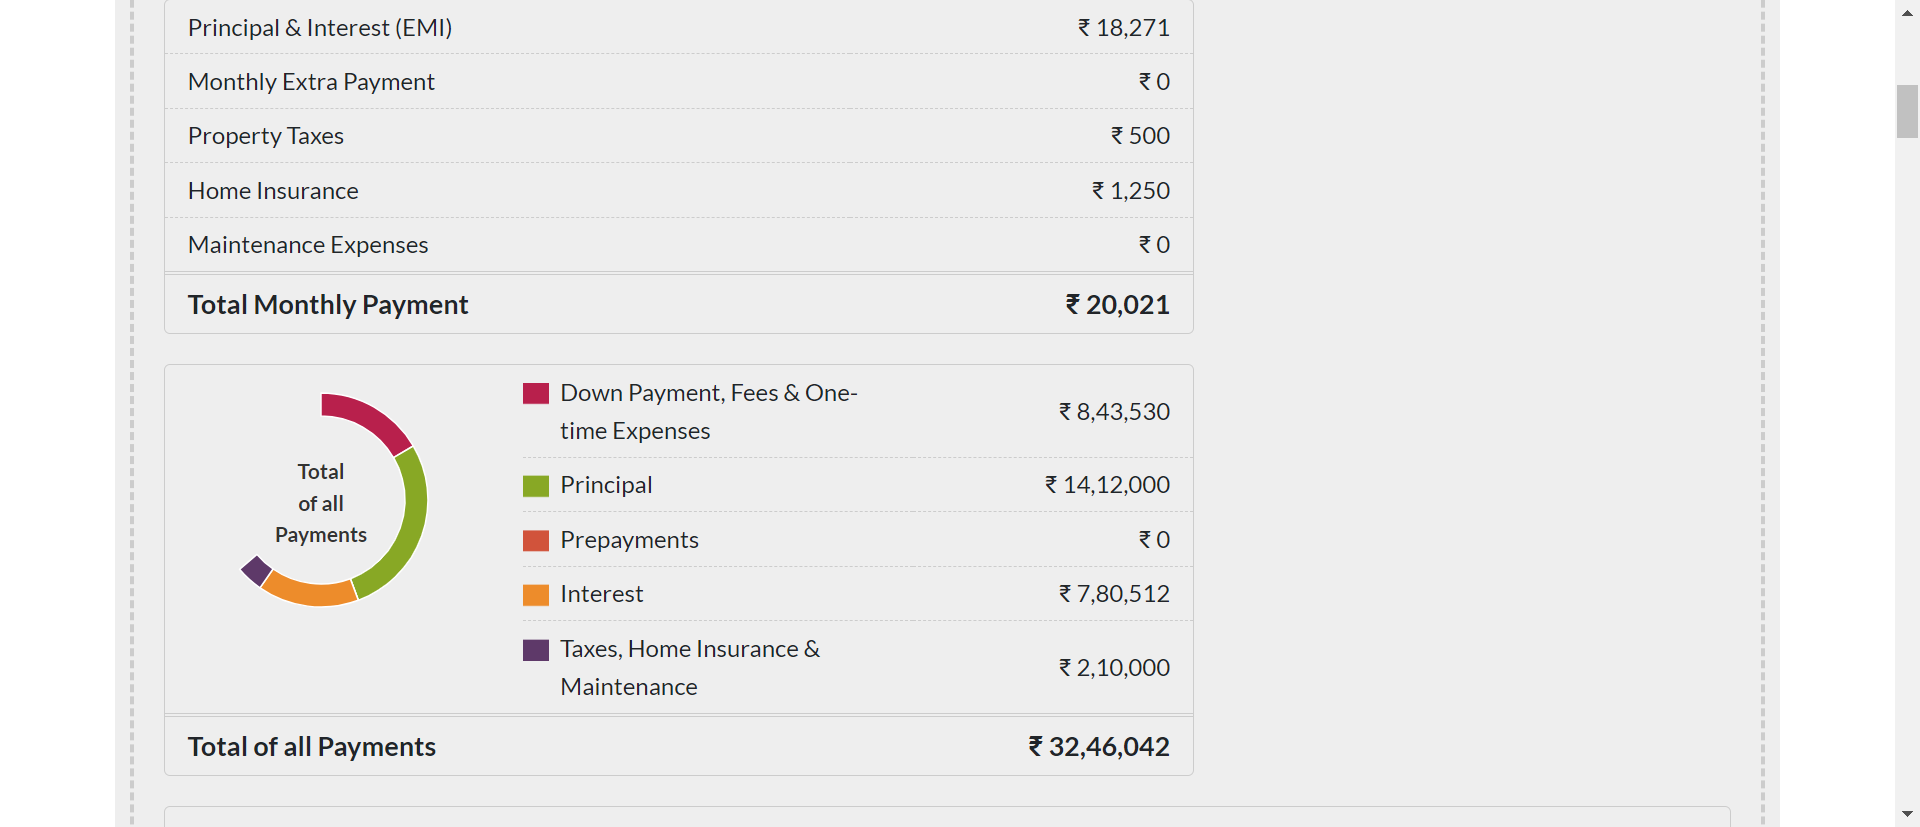 Principal & Interest (EMI) ₹ 18,271
Monthly Extra Payment ₹ 0
Property Taxes ₹ 500
Home Insurance ₹ 1,250
Maintenance Expenses ₹ 0
Total Monthly Payment ₹ 20,021
Total
of all
Payments
Down Payment, Fees & One-
time Expenses
₹ 8,43,530
Principal ₹ 14,12,000
Prepayments ₹ 0
Interest ₹ 7,80,512
Taxes, Home Insurance &
Maintenance
₹ 2,10,000
Total of all Payments ₹ 32,46,042